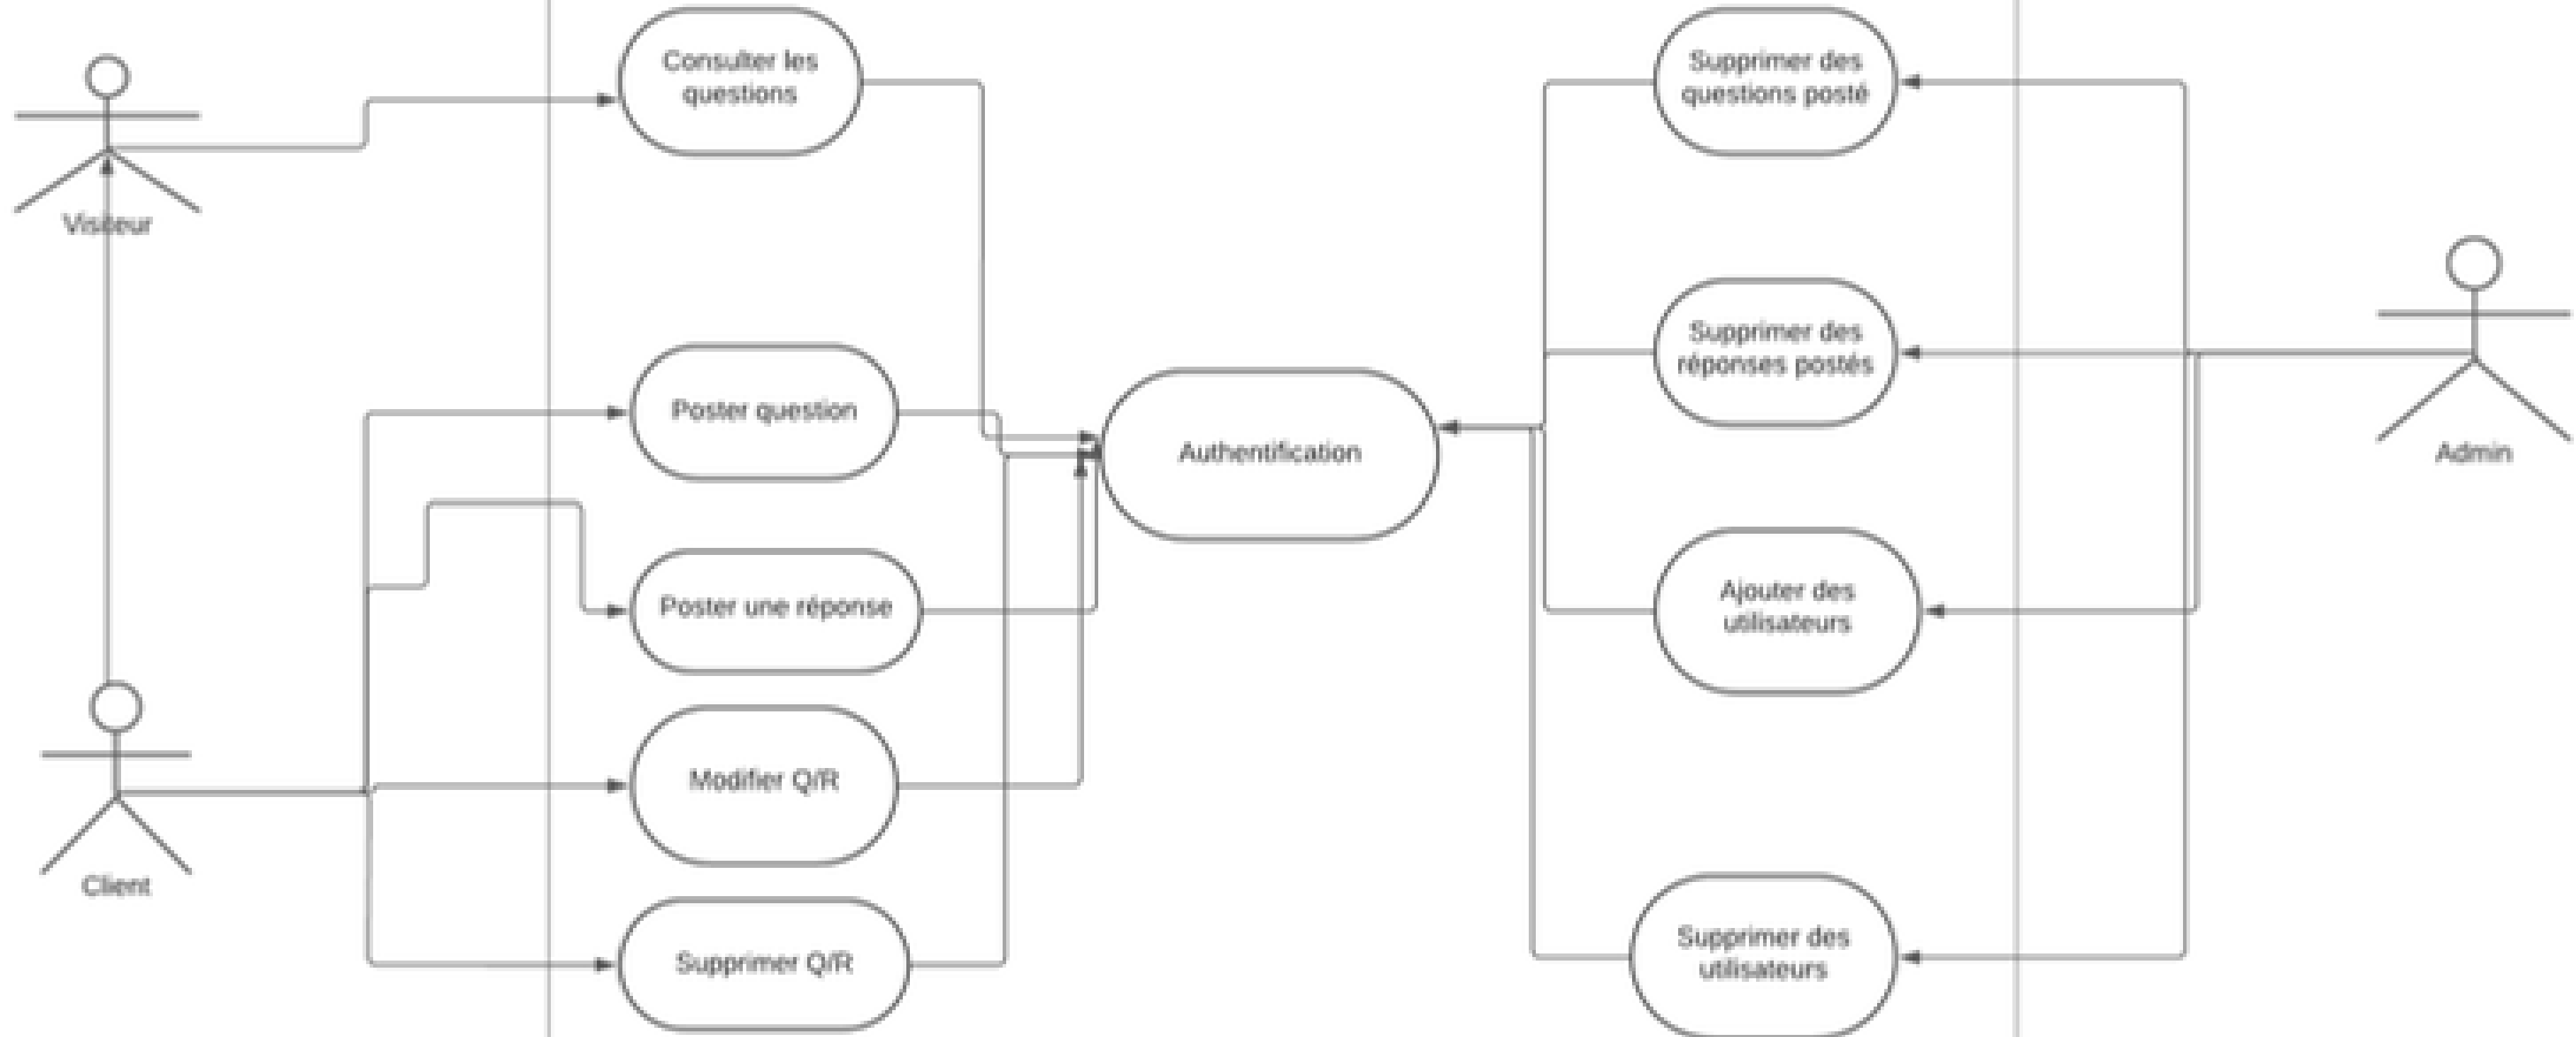 Visiteur
Client
Consulter les
questions
Poster question
Poster une réponse
Modifier Q/R
Supprimer Q/R
Authentification
Supprimer des
questions posté
Supprimer des
réponses postés
Ajouter des
utilisateurs
Supprimer des
utilisateurs
Admin